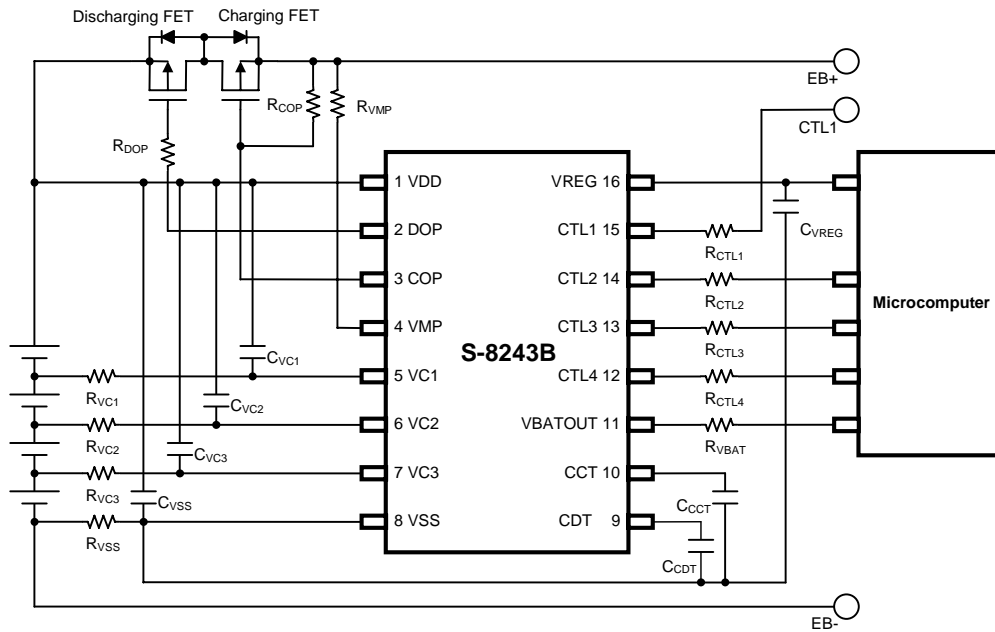 Discharging FET
Charging FET
EB+
RCOP
RVMP
CTL1
RDOP
1 VDD
VREG 16
2 DOP
CTL1 15
CVREG
RCTL1
3 COP
CTL2 14
RCTL2
Microcomputer
4 VMP
CTL3 13
S-8243B
RCTL3
CVC1
5 VC1
CTL4 12
RVC1
RCTL4
CVC2
6 VC2
VBATOUT 11
RVC2
RVBAT
CVC3
7 VC3
CCT 10
RVC3
CVSS
CCCT
8 VSS
CDT 9
RVSS
CCDT
EB-